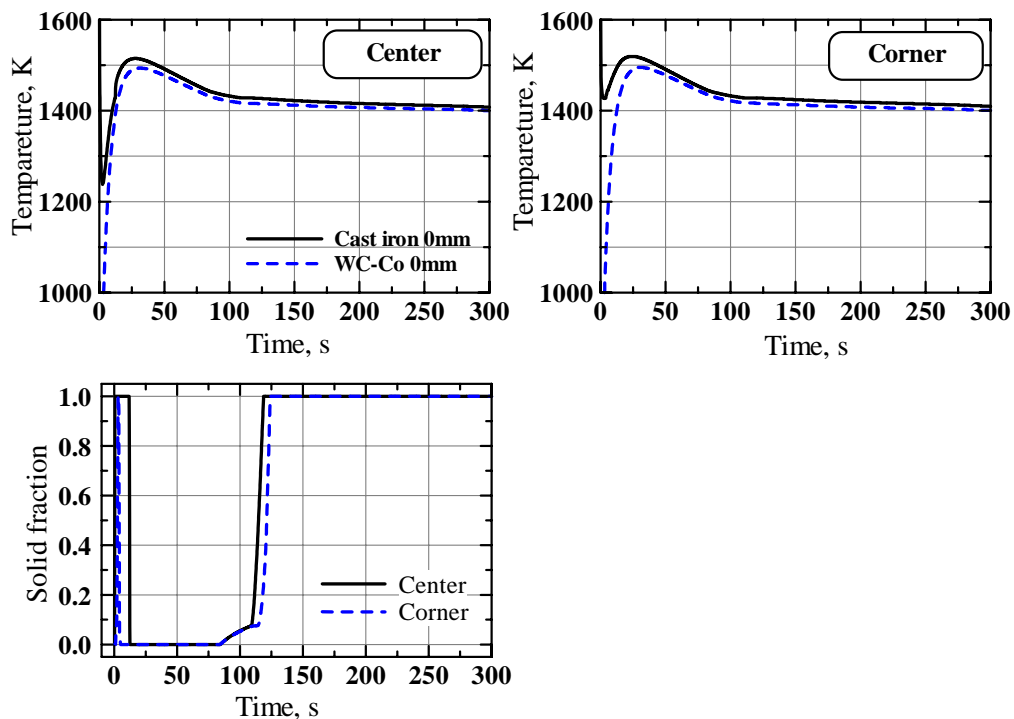 Center
Tempareture, K
1600
1400
1200
1000
Cast iron 0mm
WC-Co 0mm
0 50 100 150 200 250 300
Time, s
Corner
Tempareture, K
1600
1400
1200
1000
0 50 100 150 200 250 300
Time, s
Solid fraction
1.0
0.8
0.6
0.4
0.2
0.0
Center
Corner
0 50 100 150 200 250 300
Time, s